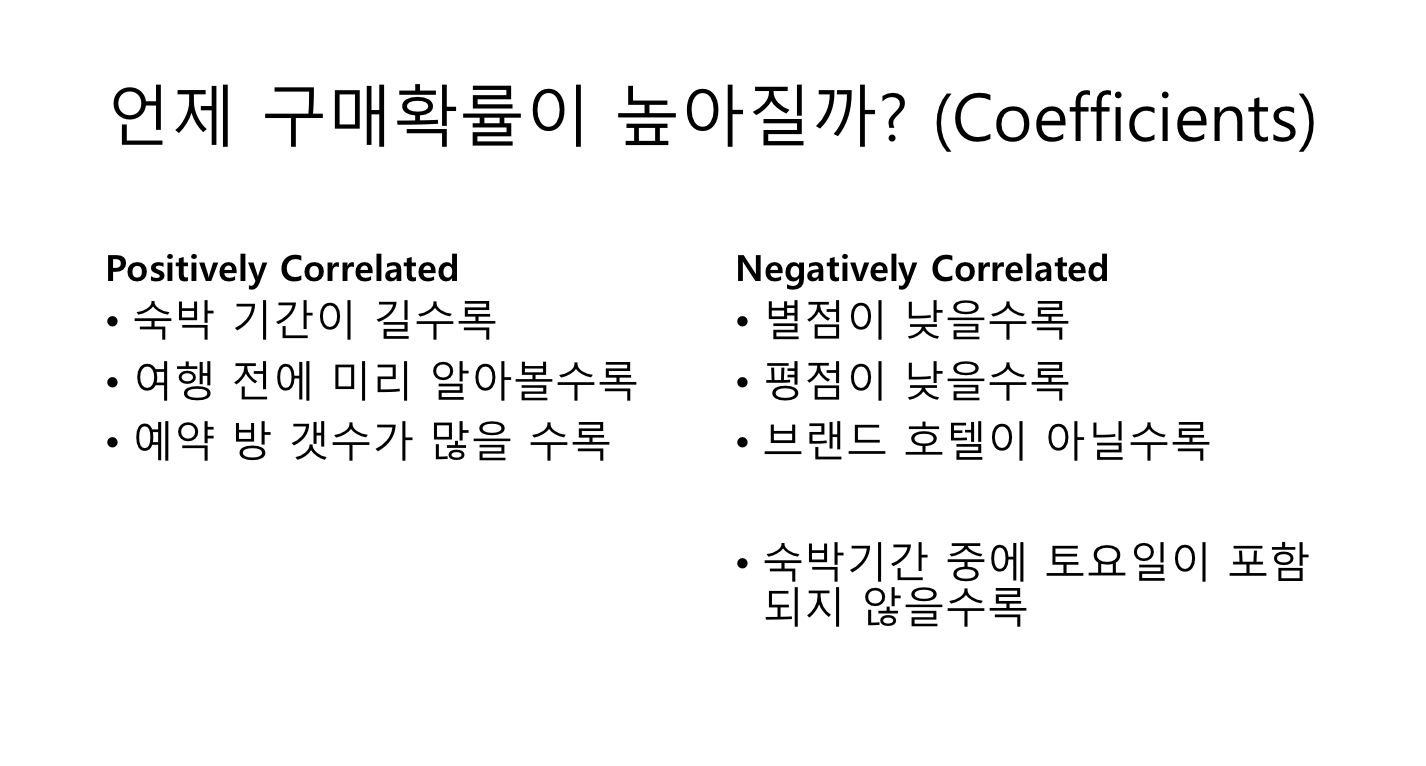 언제 구매확률이 높아질까? (Coefficients)
Positively Correlated
• 숙박 기간이 길수록
• 여행 전에 미리 알아볼수록
• 예약 방 갯수가 많을 수록
Negatively Correlated
• 별점이 낮을수록
• 평점이 낮을수록
• 브랜드 호텔이 아닐수록
• 숙박기간 중에 토요일이 포함
되지 않을수록